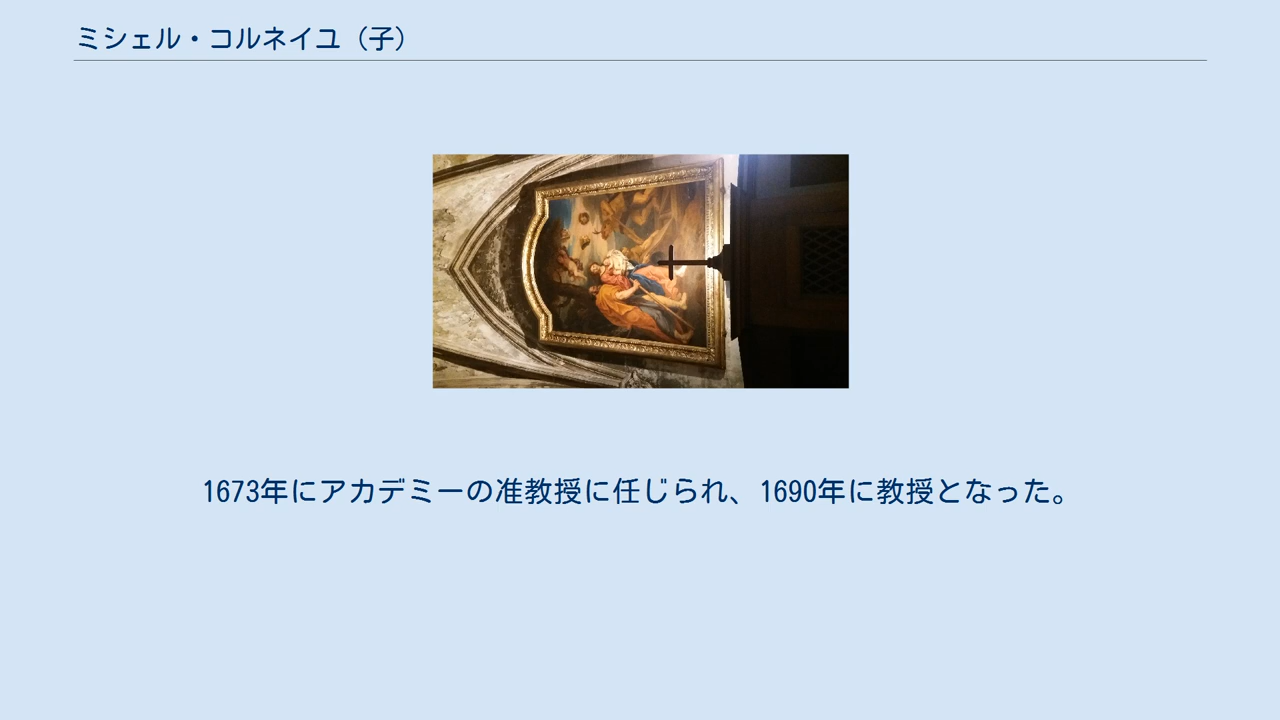 ミシェル・コルネイユ（子）
1673年にアカデミーの准教授に任じられ、1690年に教授となった。